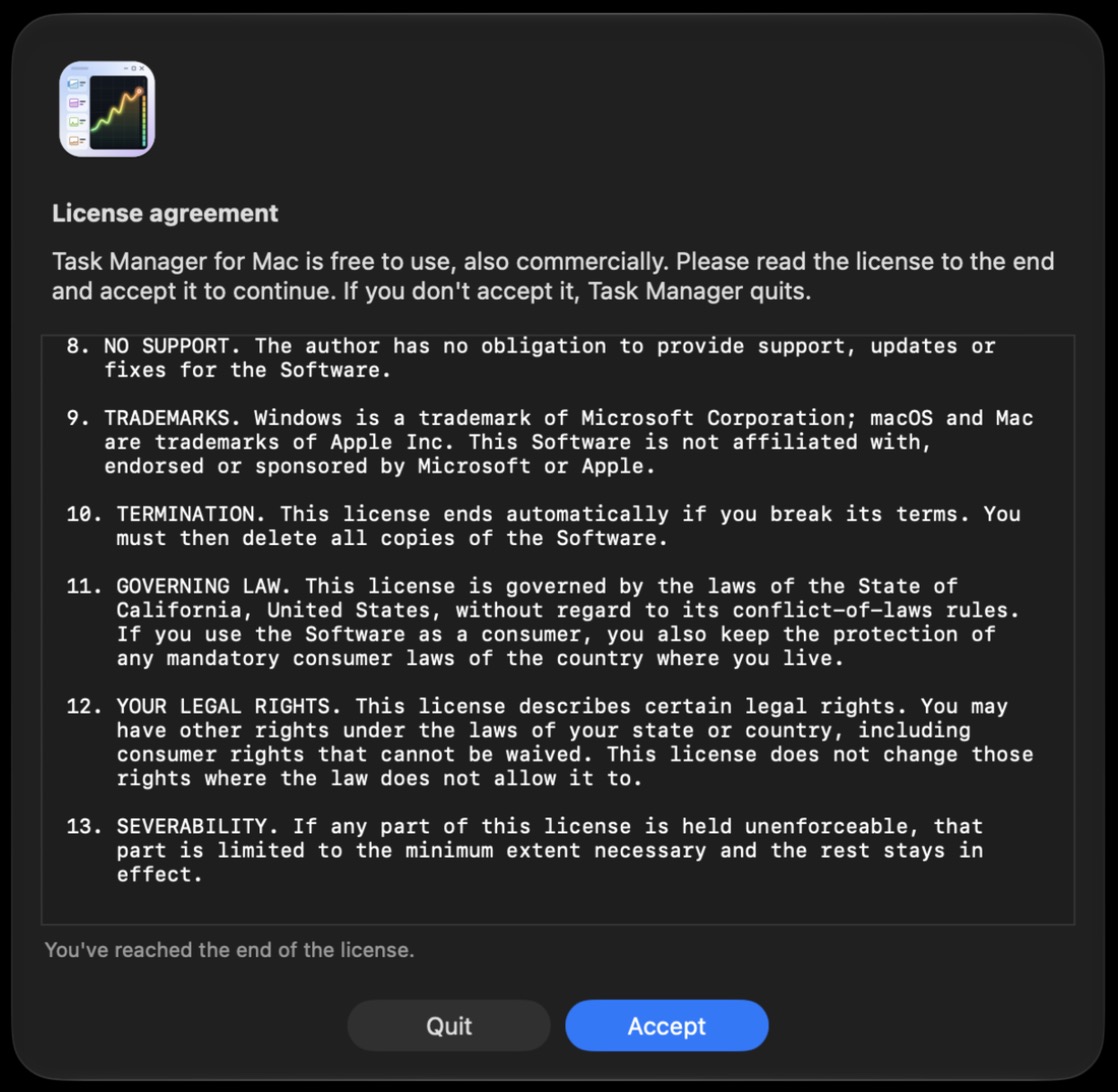 License agreement
Task Manager for Mac is free to use, also commercially. Please read the license to the end
and accept it to continue. If you don't accept it, Task Manager quits.
8. NO SUPPORT. The author has no obligation to provide support, updates or
fixes for the Software.
9. TRADEMARKS. Windows is a trademark of Microsoft Corporation; macOS and Mac
are trademarks of Apple Inc. This Software is not affiliated with,
endorsed or sponsored by Microsoft or Apple.
10. TERMINATION. This license ends automatically if you break its terms. You
must then delete all copies of the Software.
11. GOVERNING LAW. This license is governed by the laws of the State of
California, United States, without regard to its conflict-of-laws rules.
If you use the Software as a consumer, you also keep the protection of
any mandatory consumer laws of the country where you live.
12. YOUR LEGAL RIGHTS. This license describes certain legal rights. You may
have other rights under the laws of your state or country, including
consumer rights that cannot be waived. This license does not change those
rights where the law does not allow it to.
13. SEVERABILITY. If any part of this license is held unenforceable, that
part is limited to the minimum extent necessary and the rest stays in
effect.
You've reached the end of the license.
Quit
Accept